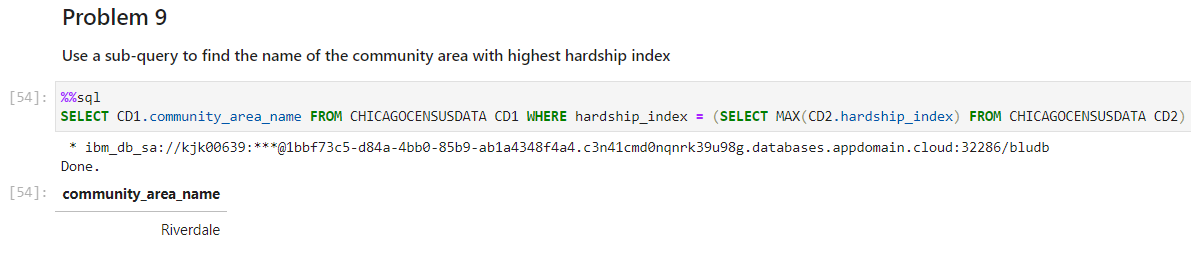 Problem 9
Use a sub-query to find the name of the community area with highest hardship index
[54]: %%sql
SELECT CD1.community_area_name FROM CHICAGOCENSUSDATA CD1 WHERE hardship_index = (SELECT MAX(CD2.hardship_index) FROM CHICAGOCENSUSDATA CD2)
* ibm_db_sa://kjk00639:***@1bbf73c5-d84a-4bb0-85b9-ab1a4348f4a4.c3n41cmd0nqnrk39u98g.databases.appdomain.cloud:32286/bludb
Done.
[54]: community_area_name
Riverdale